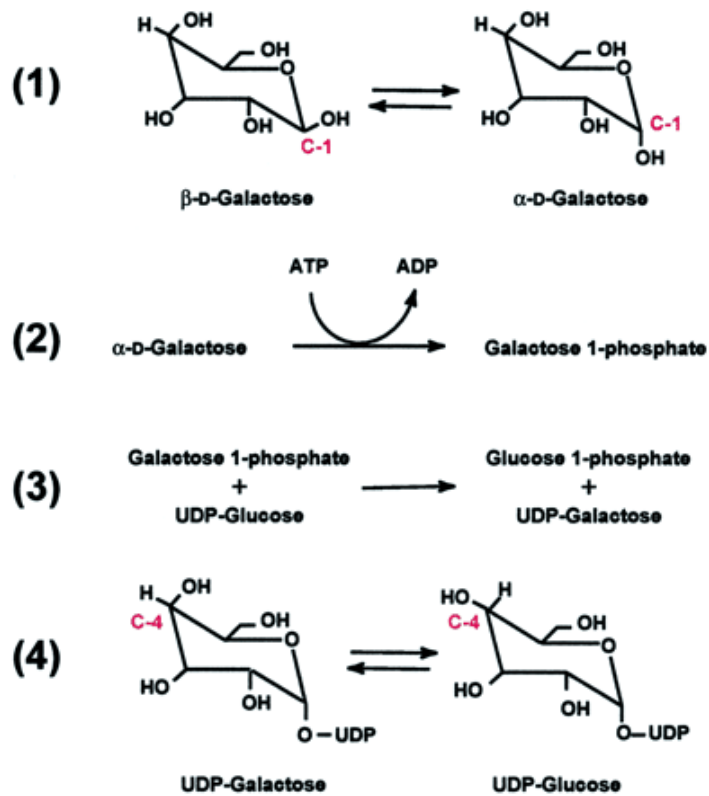 (1)
H OH
OH
O
HO
OH
OH
C-1
β-D-Galactose
H OH
OH
O
HO
OH
C-1
OH
α-D-Galactose
(2)
ATP ADP
α-D-Galactose Galactose 1-phosphate
(3)
Galactose 1-phosphate Glucose 1-phosphate
+ +
UDP-Glucose UDP-Galactose
(4)
H OH
C-4
OH
O
HO
OH
O-UDP
UDP-Galactose
HO H
C-4
OH
O
HO
OH
O-UDP
UDP-Glucose